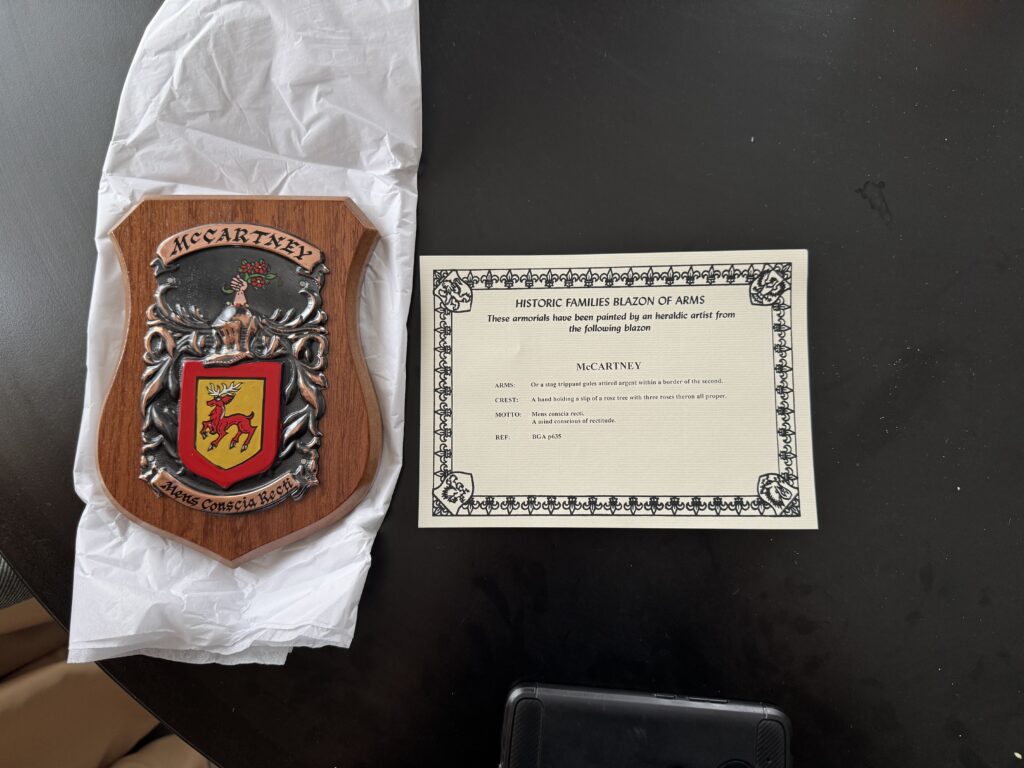 McCARTNEY
Mens Conscia Recti
HISTORIC FAMILIES BLAZON OF ARMS
These armorials have been painted by an heraldic artist from
the following blazon
McCARTNEY
ARMS: Or a stag trippant gules attired argent within a border of the second.
CREST: A hand holding a slip of a rose tree with three roses theron all proper.
MOTTO: Mens conscia recti.
A mind conscious of rectitude.
REF. BGA p635